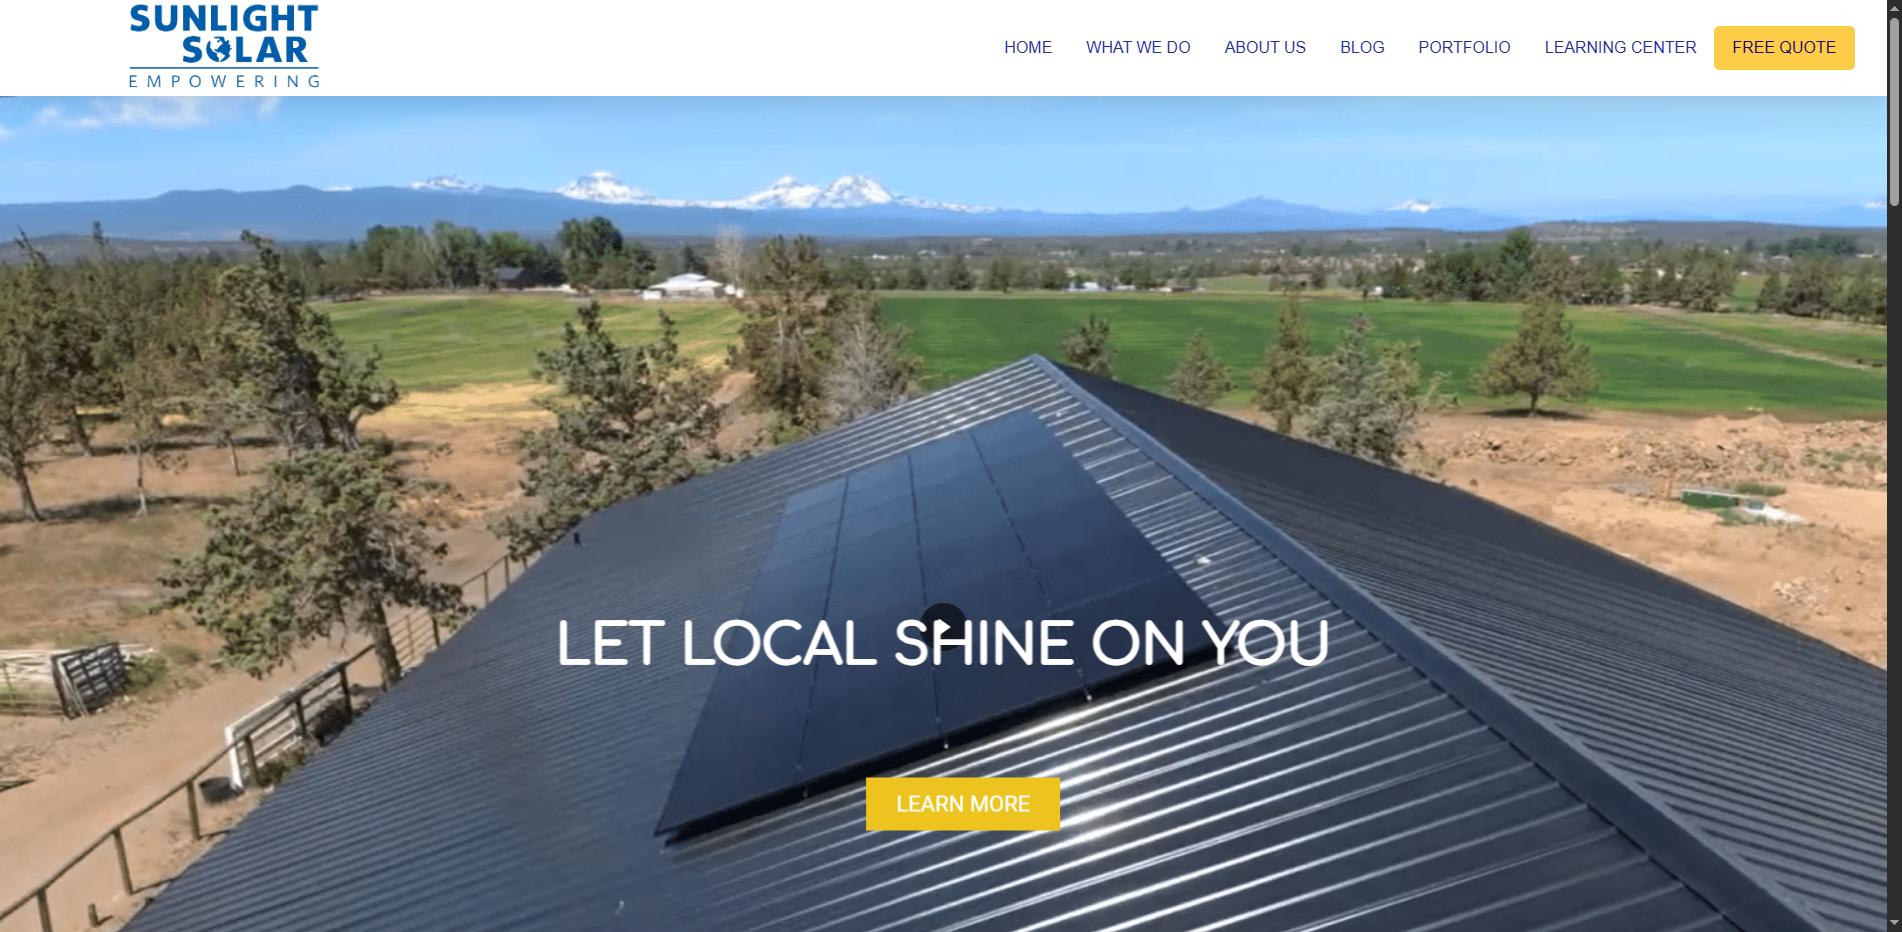 SUNLIGHT
SOLAR
EMPOWERING
HOME
WHAT WE DO
ABOUT US
BLOG
PORTFOLIO
LEARNING CENTER
FREE QUOTE
LET LOCAL SHINE ON YOU
LEARN MORE